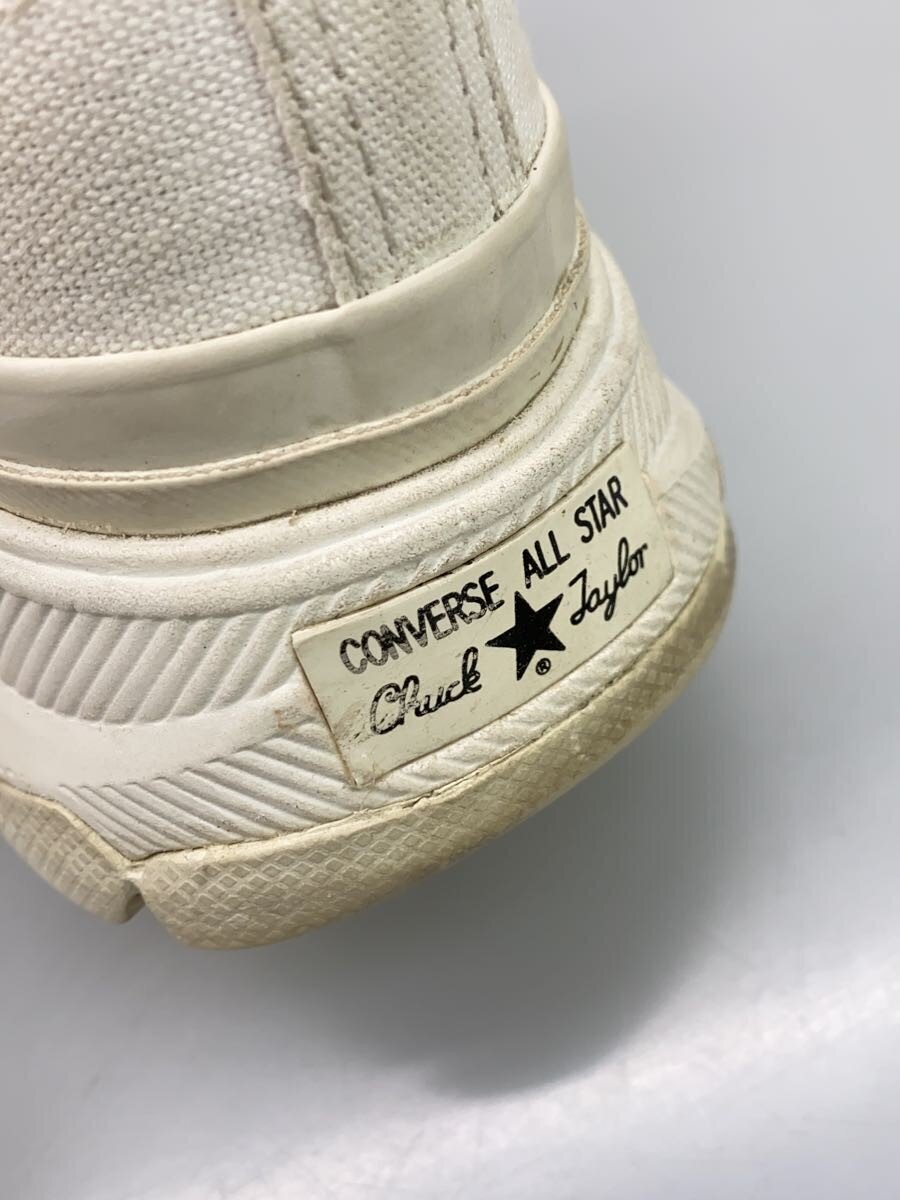 CONVERSE ALL STAR
Chuck ★ Taylor
®